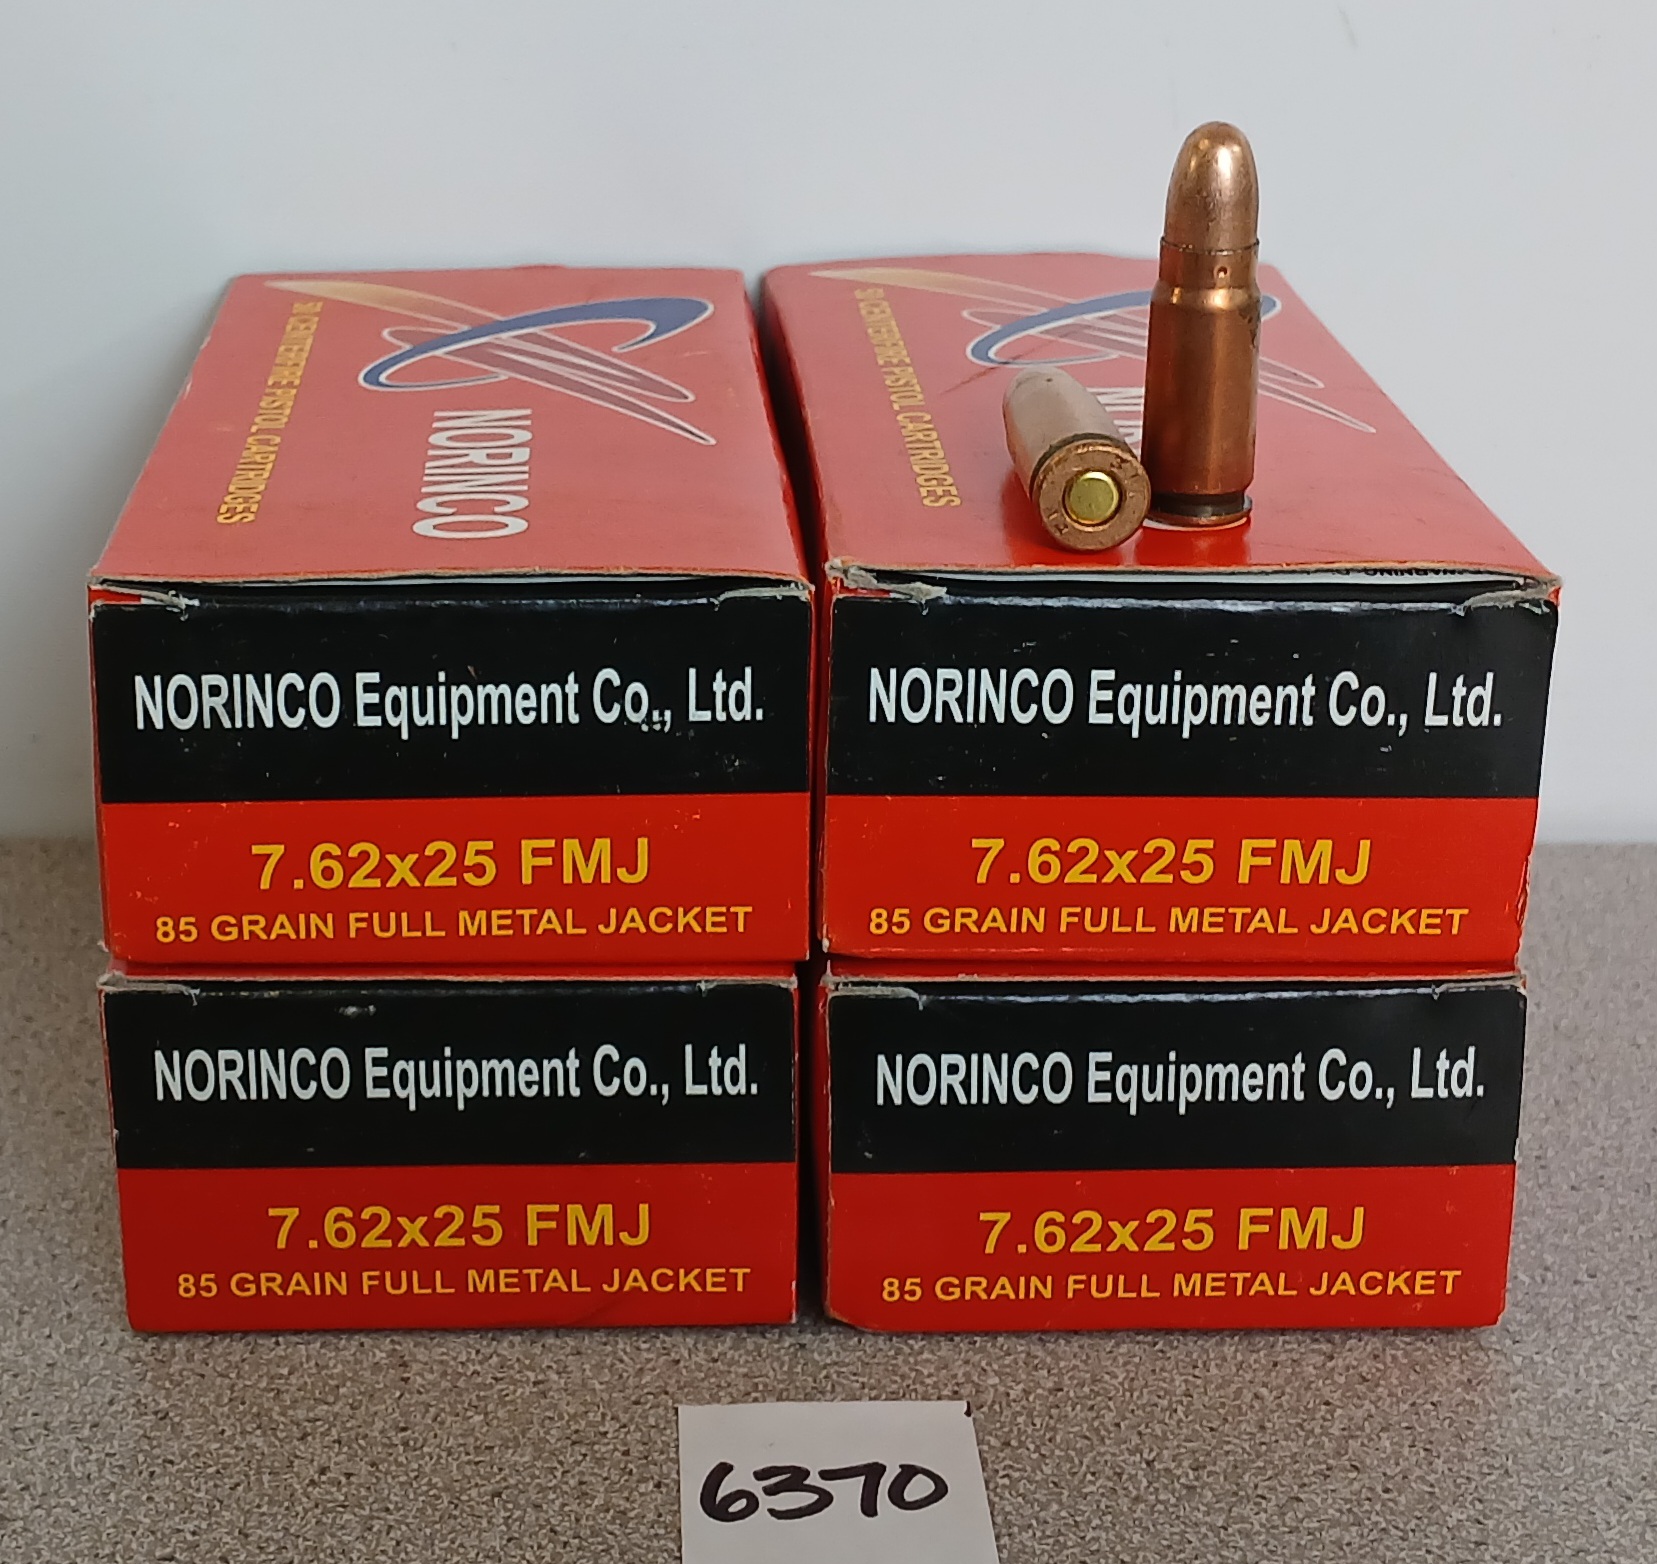 50 CENTERFIRE PISTOL CARTRIDGES
NORINCO
50 CENTERFIRE PISTOL CARTRIDGES
NORINCO Equipment Co., Ltd.
7.62x25 FMJ
85 GRAIN FULL METAL JACKET
NORINCO Equipment Co., Ltd.
7.62x25 FMJ
85 GRAIN FULL METAL JACKET
NORINCO Equipment Co., Ltd.
7.62x25 FMJ
85 GRAIN FULL METAL JACKET
NORINCO Equipment Co., Ltd.
7.62x25 FMJ
85 GRAIN FULL METAL JACKET
6370